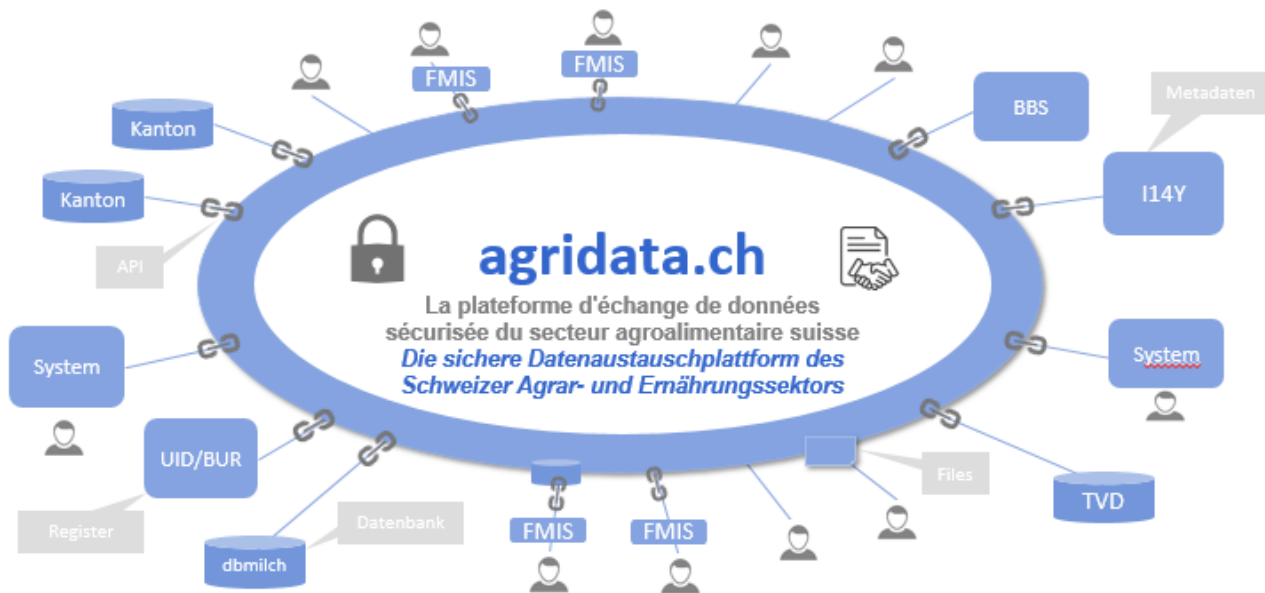 FMIS
FMIS
Kanton
BBS
Metadaten
Kanton
I14Y
API
agridata.ch
La plateforme d'échange de données
sécurisée du secteur agroalimentaire suisse
Die sichere Datenaustauschplattform des
Schweizer Agrar- und Ernährungssektors
System
System
UID/BUR
Files
TVD
Register
Datenbank
dbmilch
FMIS
FMIS